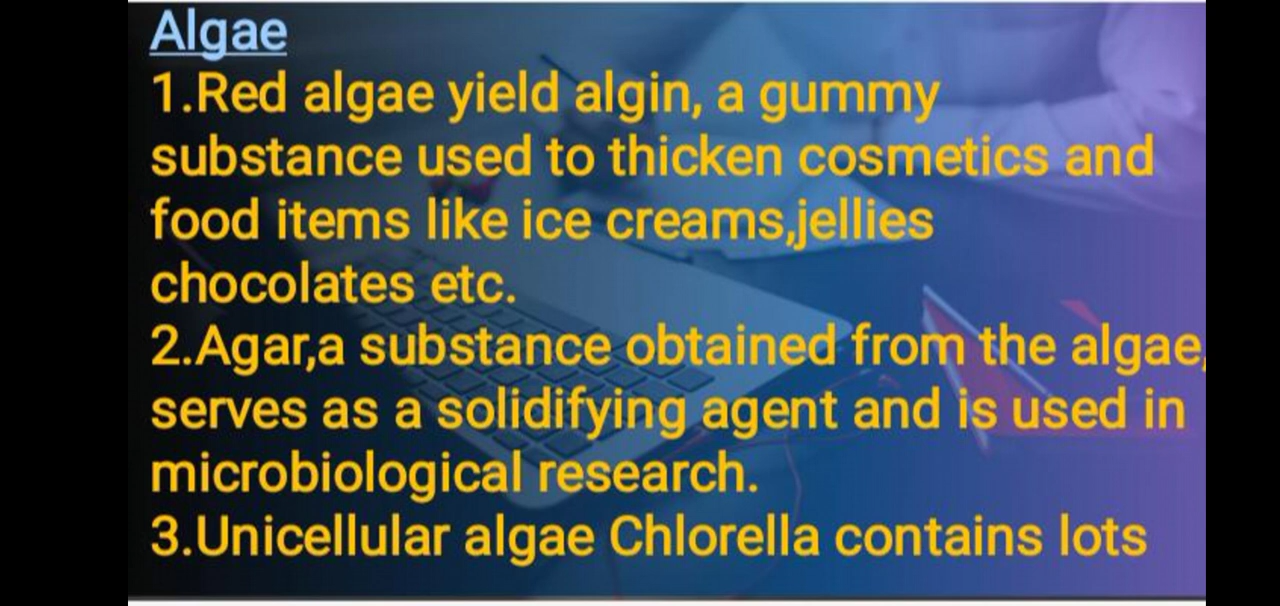 Algae
1.Red algae yield algin, a gummy
substance used to thicken cosmetics and
food items like ice creams,jellies
chocolates etc.
2.Agar,a substance obtained from the algae,
serves as a solidifying agent and is used in
microbiological research.
3.Unicellular algae Chlorella contains lots